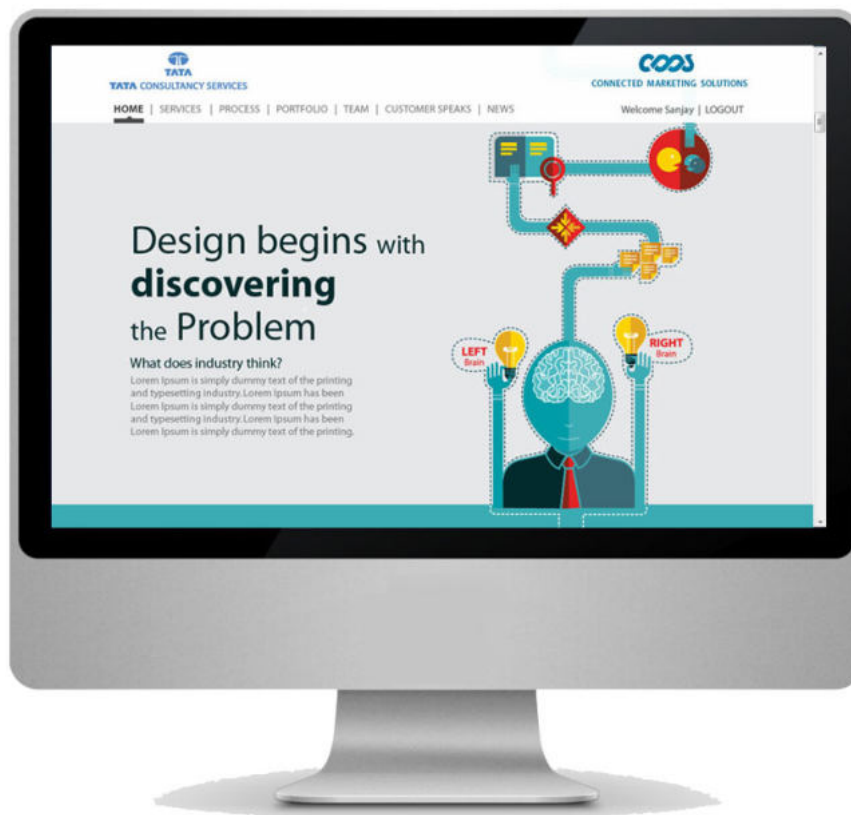 TATA
TATA CONSULTANCY SERVICES
COOS
CONNECTED MARKETING SOLUTIONS
HOME | SERVICES | PROCESS | PORTFOLIO | TEAM | CUSTOMER SPEAKS | NEWS
Welcome Sanjay | LOGOUT
Design begins with
discovering
the Problem
What does industry think?
Lorem Ipsum is simply dummy text of the printing
and typesetting industry. Lorem Ipsum has been
Lorem Ipsum is simply dummy text of the printing
and typesetting industry. Lorem Ipsum has been
Lorem Ipsum is simply dummy text of the printing.
LEFT
Brain
RIGHT
Brain